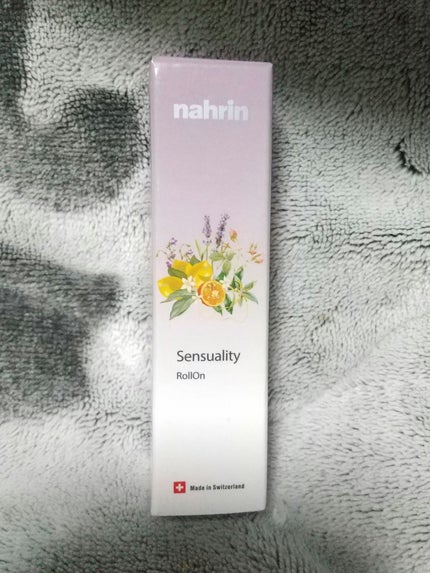 nahrin
Sensuality
RollOn
Made in Switzerland